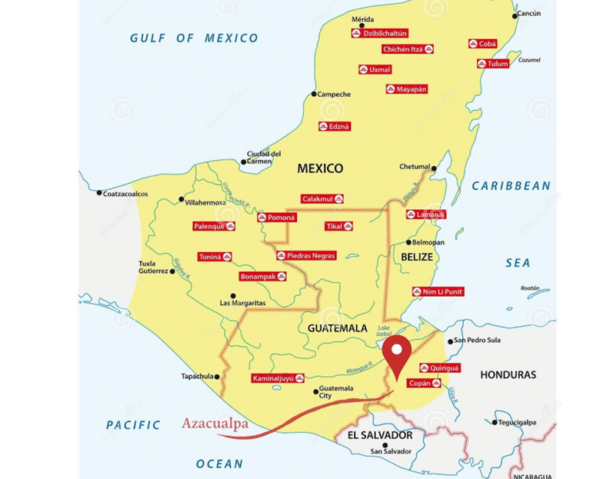 Cancún
Mérida
Dzibilchaltún
GULF OF MEXICO
Chichén Itzá
Cobá
Tulum
Cozumel
Uxmal
Mayapán
Campeche
Edzná
Ciudad del
Carmen
MEXICO
Chetumal
Coatzacoalcos
CARIBBEAN
Villahermosa
Calakmul
Pomoná
Lamanai
Palenque
Tikal
Belmopan
Toniná
Piedras Negras
BELIZE
SEA
Tuxla
Gutierrez
Bonampak
Nim Li Punit
Roatán
Las Margaritas
GUATEMALA
Lake
Izabal
San Pedro Sula
Motagua R.
Quiriguá
Tapachula
Kaminaljuyú
Copán
HONDURAS
Guatemala
City
PACIFIC
Azacualpa
Tegucigalpa
EL SALVADOR
San Salvador
OCEAN
NICARAGUA